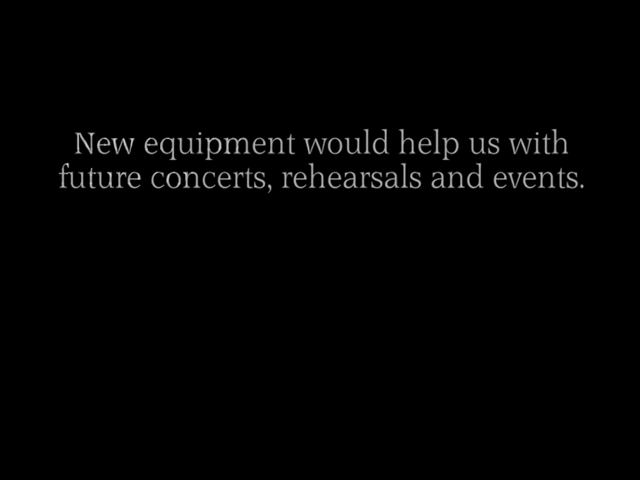 New equipment would help us with
future concerts, rehearsals and events.